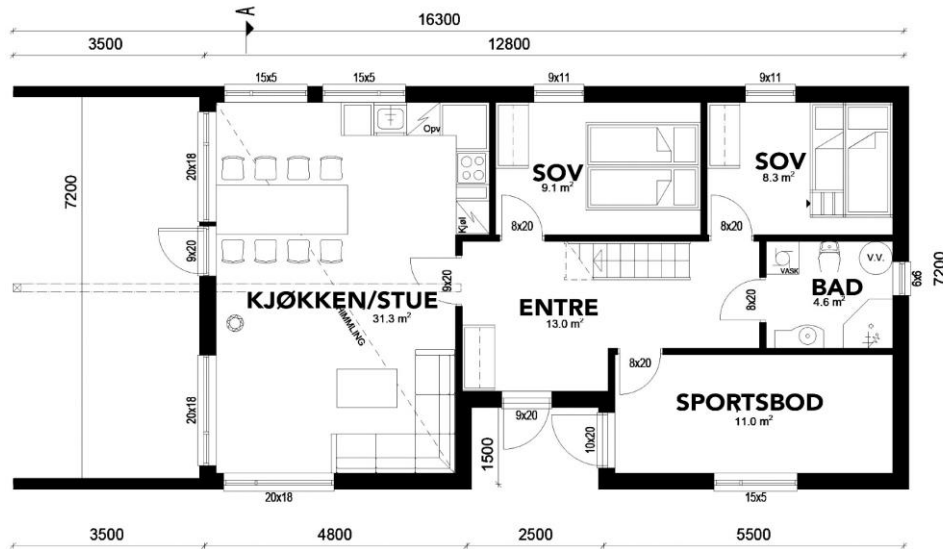 A
16300
3500
12800
15x5
15x5
9x11
9x11
Opv
20x18
7200
SOV
9.1 m²
SOV
8.3 m²
Kjøl
8x20
8x20
9x20
9x20
VASK
V.V.
6x6
7200
KJØKKEN/STUE
31.3 m²
ENTRE
13.0 m²
8x20
BAD
4.6 m²
HIMMLING
8x20
20x18
SPORTSBOD
11.0 m²
9x20
10x20
1500
20x18
15x5
3500
4800
2500
5500